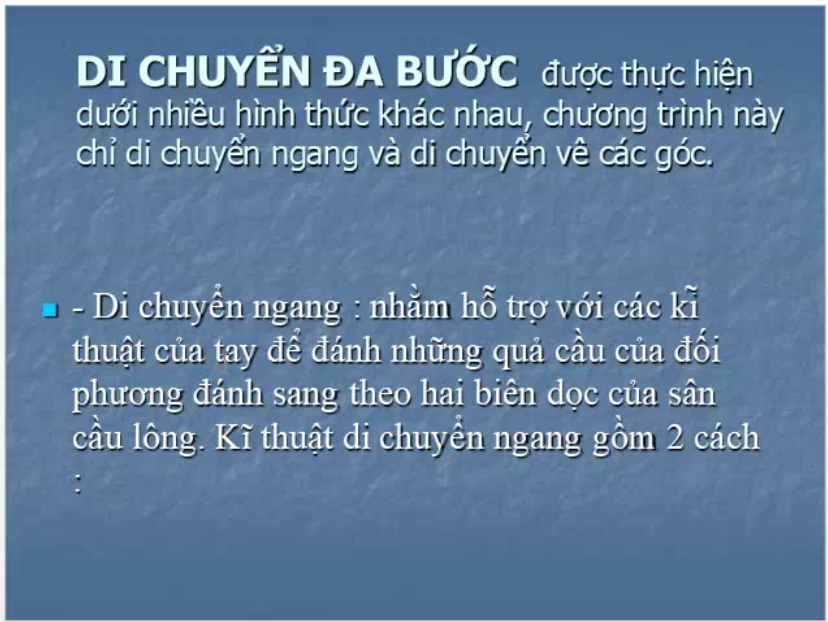 DI CHUYỂN ĐA BƯỚC được thực hiện
dưới nhiều hình thức khác nhau, chương trình này
chỉ di chuyển ngang và di chuyển về các góc.
- Di chuyển ngang : nhằm hỗ trợ với các kĩ
thuật của tay để đánh những quả cầu của đối
phương đánh sang theo hai biên dọc của sân
cầu lông. Kĩ thuật di chuyển ngang gồm 2 cách
: